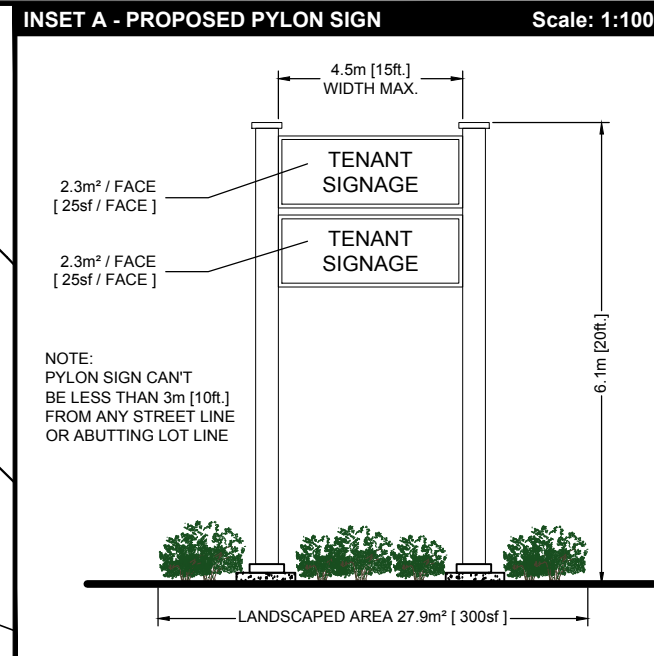 INSET A - PROPOSED PYLON SIGN Scale: 1:100
4.5m [15ft.]
WIDTH MAX.
TENANT
SIGNAGE
2.3m² / FACE
[ 25sf / FACE ]
TENANT
SIGNAGE
2.3m² / FACE
[ 25sf / FACE ]
6.1m [20ft.]
NOTE:
PYLON SIGN CAN'T
BE LESS THAN 3m [10ft.]
FROM ANY STREET LINE
OR ABUTTING LOT LINE
LANDSCAPED AREA 27.9m² [ 300sf ]